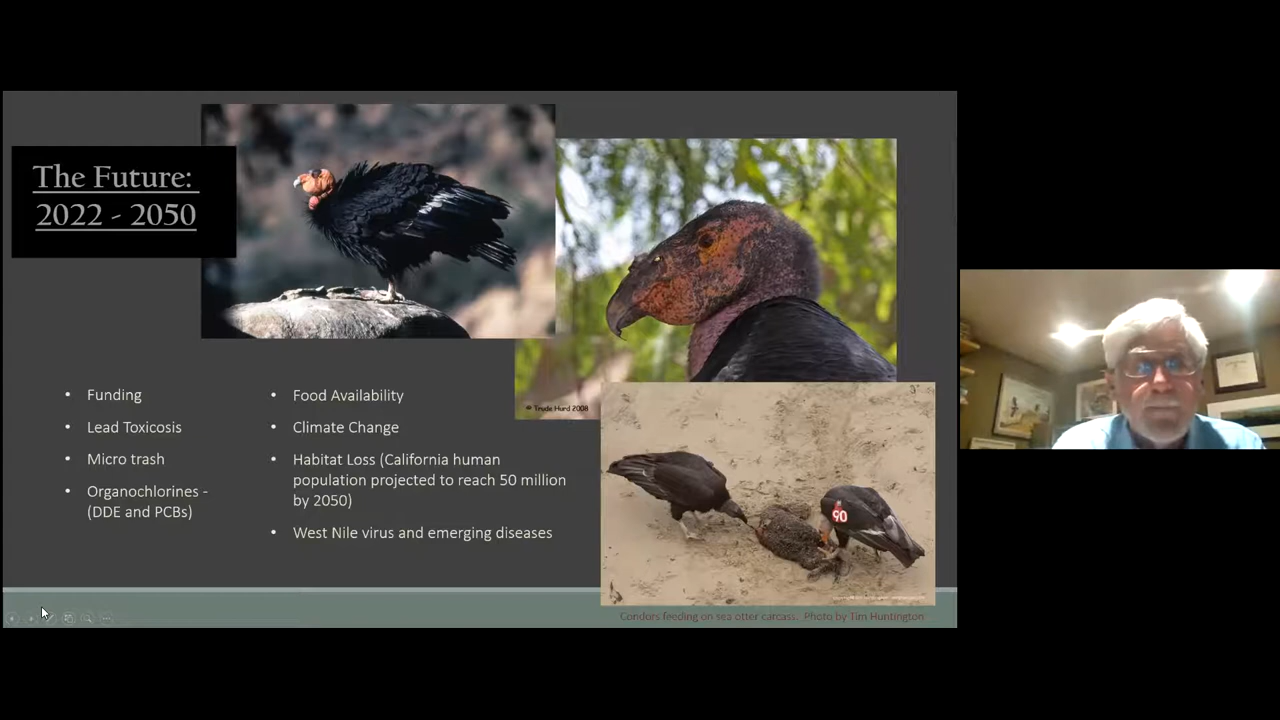 The Future:
2022 - 2050
Funding
Lead Toxicosis
Micro trash
Organochlorines -
(DDE and PCBs)
Food Availability
Climate Change
Habitat Loss (California human
population projected to reach 50 million
by 2050)
West Nile virus and emerging diseases
© Trude Hurd 2008
90
Condors feeding on sea otter carcass. Photo by Tim Huntington